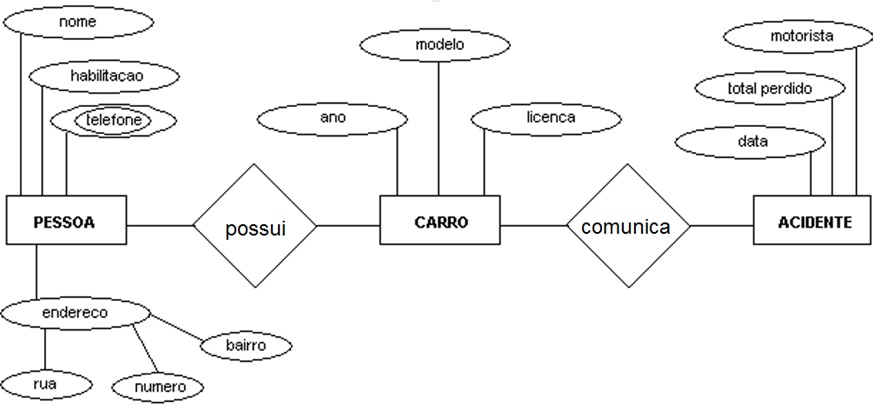 nome
modelo
motorista
habilitacao
total perdido
telefone
ano
licenca
data
PESSOA
possui
CARRO
comunica
ACIDENTE
endereco
bairro
rua
numero